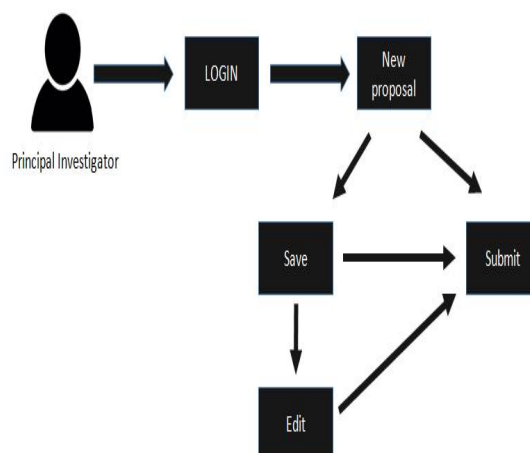 LOGIN
New
proposal
Principal Investigator
Save
Submit
Edit